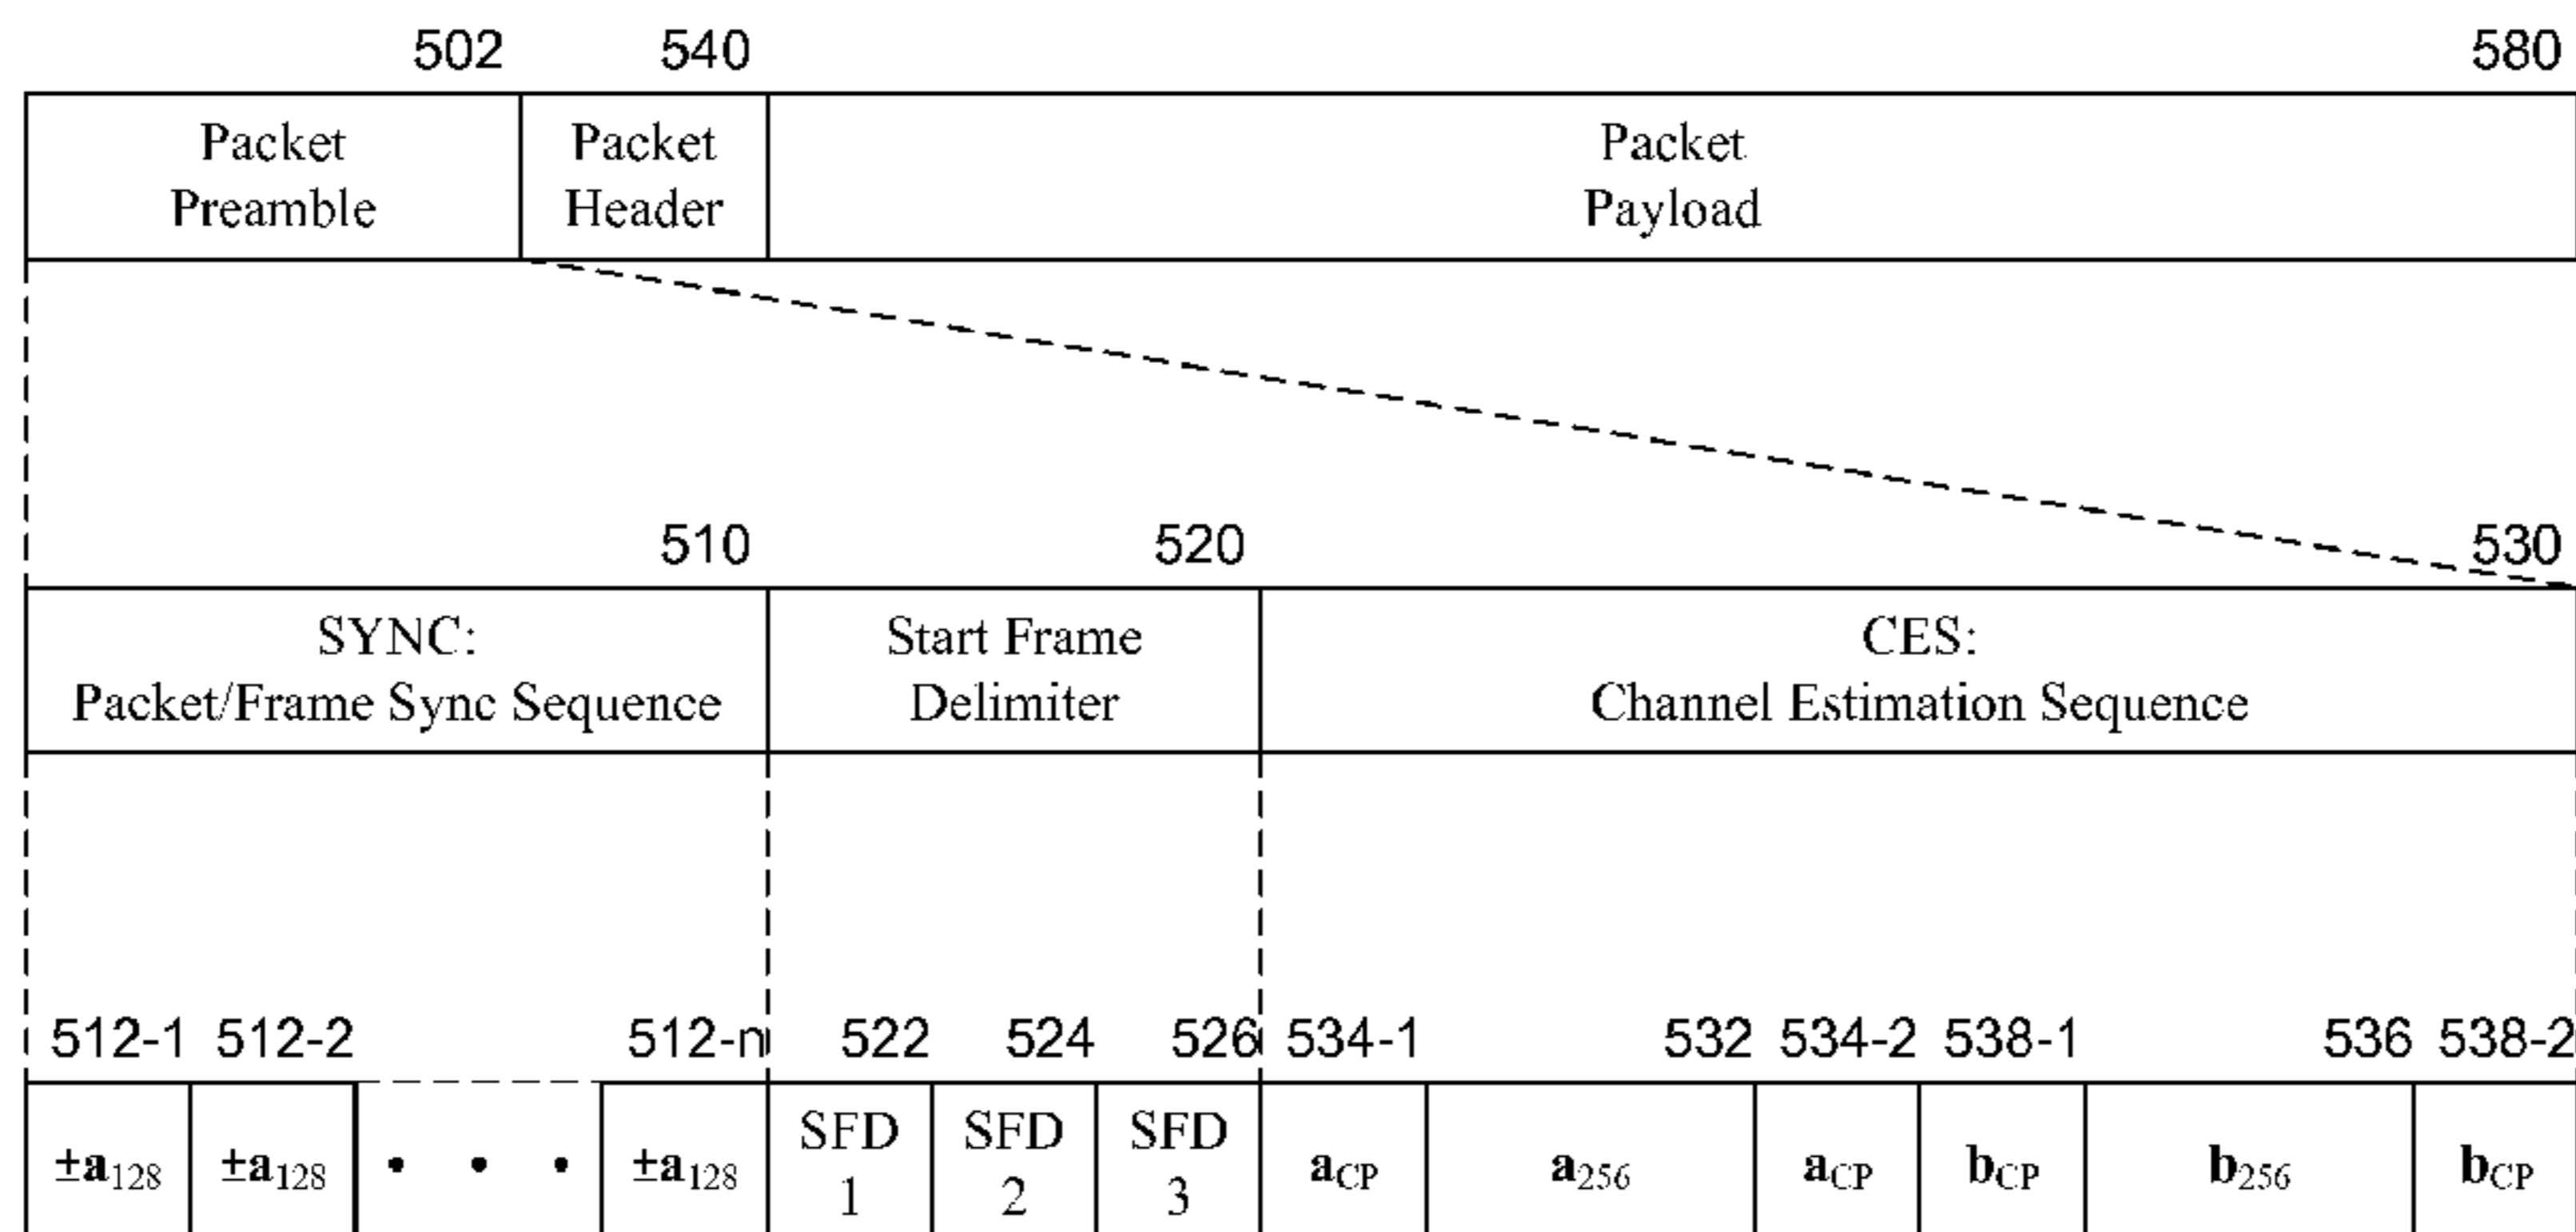 502 540 580
Packet Packet Packet
Preamble Header Payload
510 520 530
SYNC: Start Frame CES:
Packet/Frame Sync Sequence Delimiter Channel Estimation Sequence
512-1 512-2 512-n 522 524 526 534-1 532 534-2 538-1 536 538-2
±a128 ±a128 • • • ±a128 SFD 1 SFD 2 SFD 3 aCP a256 aCP bCP b256 bCP